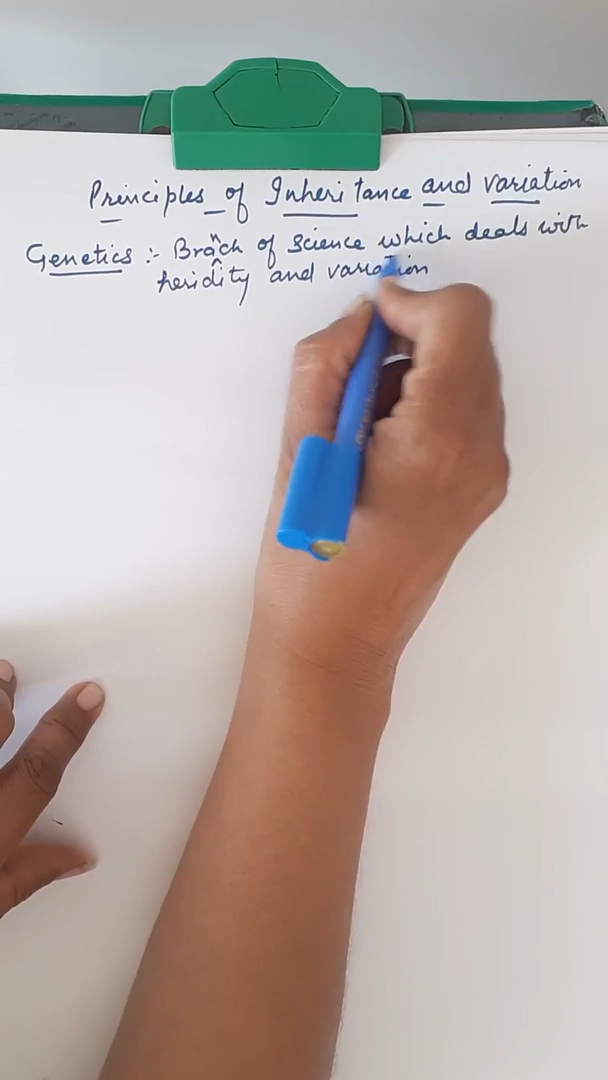 Principles of Inheritance and variation
Genetics :- Branch of science which deals with
heridity and variation